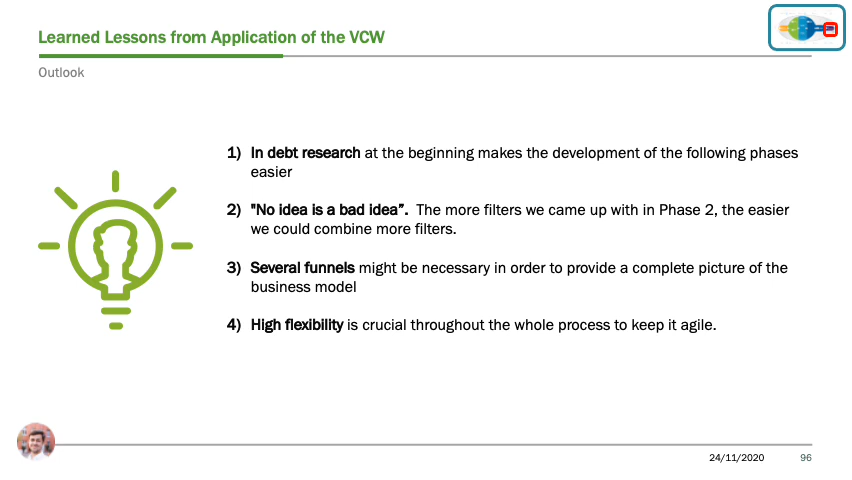 Learned Lessons from Application of the VCW
Outlook
1) In debt research at the beginning makes the development of the following phases
easier
2) "No idea is a bad idea”. The more filters we came up with in Phase 2, the easier
we could combine more filters.
3) Several funnels might be necessary in order to provide a complete picture of the
business model
4) High flexibility is crucial throughout the whole process to keep it agile.
24/11/2020 96